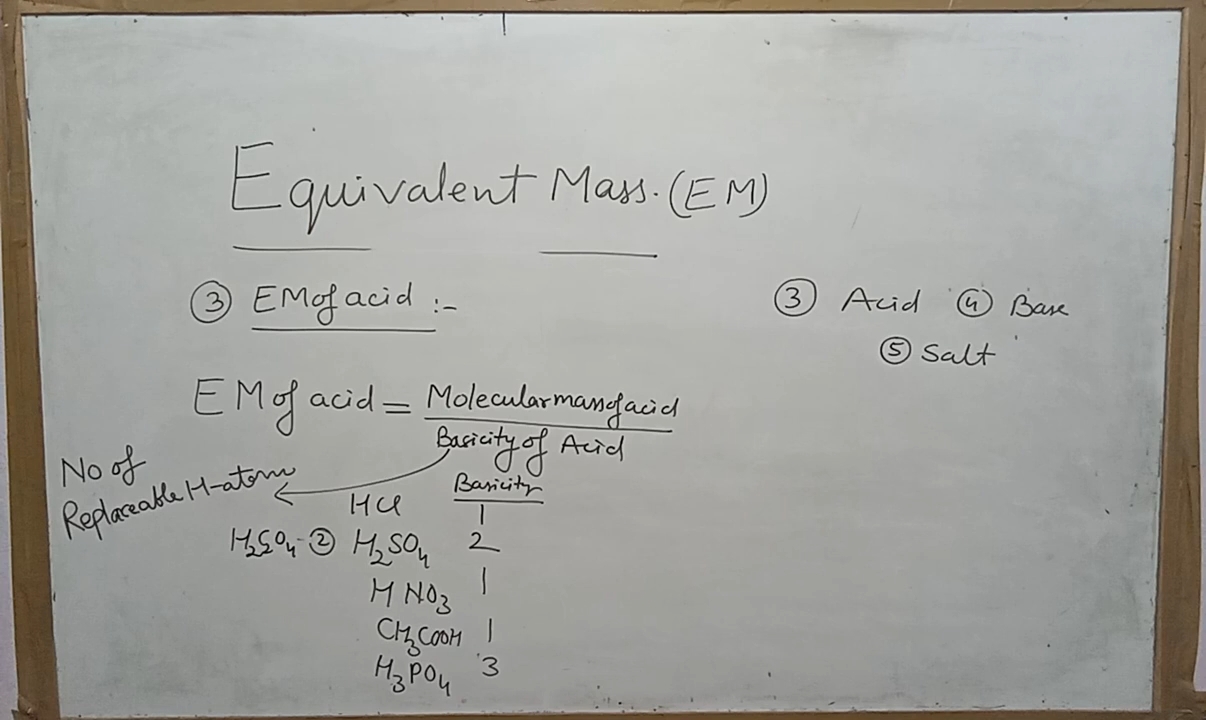 Equivalent Mass. (EM)
③ EM of acid :-
③ Acid ④ Base
⑤ Salt
EM of acid = Molecular mass of acid
Basicity of Acid
No of
Replaceable H-atom
Basicity
HCl 1
H₂SO₄-② H₂SO₄ 2
HNO₃ 1
CH₃COOH 1
H₃PO₄ 3